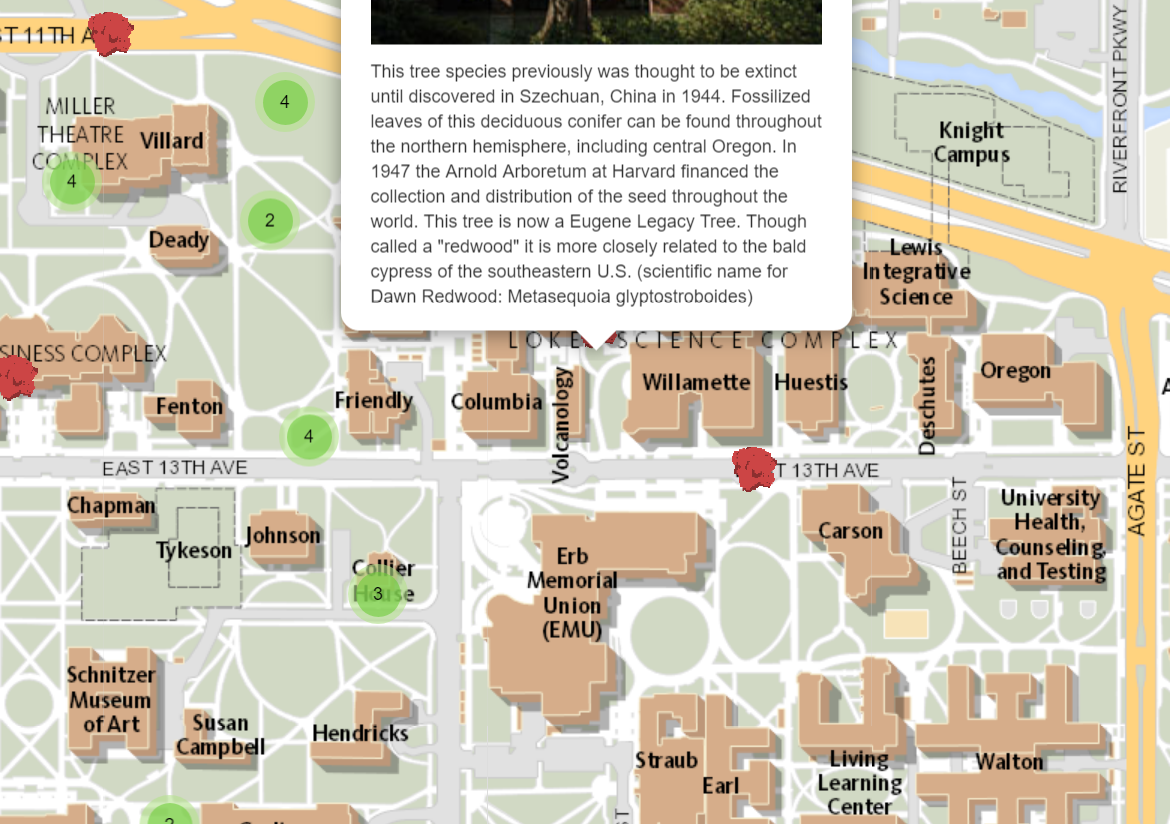 This tree species previously was thought to be extinct
until discovered in Szechuan, China in 1944. Fossilized
leaves of this deciduous conifer can be found throughout
the northern hemisphere, including central Oregon. In
1947 the Arnold Arboretum at Harvard financed the
collection and distribution of the seed throughout the
world. This tree is now a Eugene Legacy Tree. Though
called a "redwood" it is more closely related to the bald
cypress of the southeastern U.S. (scientific name for
Dawn Redwood: Metasequoia glyptostroboides)
ST 11TH A
MILLER
THEATRE
COMPLEX
Villard
4
4
2
Deady
SINESS COMPLEX
Fenton
Friendly
4
RIVERFRONT PKWY
Knight
Campus
Lewis
Integrative
Science
SCIENCE COMPLEX
Columbia
Volcanology
Willamette
Huestis
Deschutes
Oregon
A
EAST 13TH AVE
T 13TH AVE
AGATE ST
BEECH ST
Chapman
Tykeson
Johnson
Collier
House
3
Erb
Memorial
Union
(EMU)
Carson
University
Health,
Counseling,
and Testing
Schnitzer
Museum
of Art
Susan
Campbell
Hendricks
Straub
Earl
Living
Learning
Center
Walton
ST